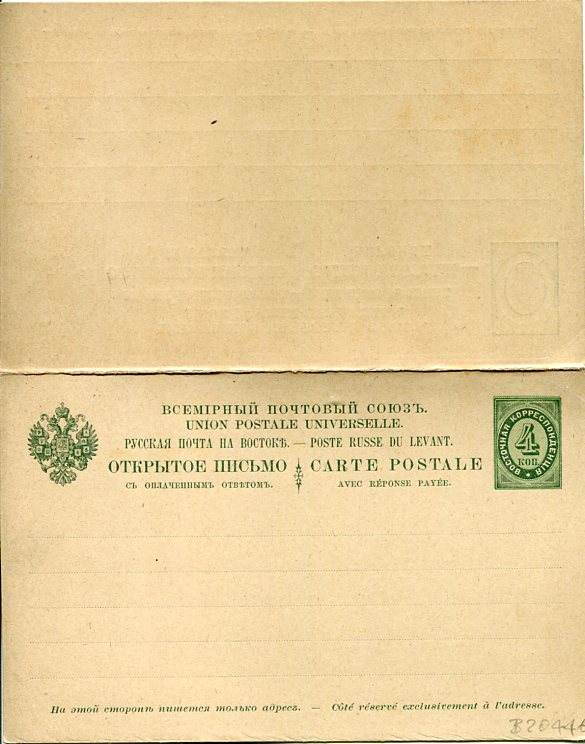 ВСЕМІРНЫЙ ПОЧТОВЫЙ СОЮЗЪ.
UNION POSTALE UNIVERSELLE.
РУССКАЯ ПОЧТА НА ВОСТОКѢ. — POSTE RUSSE DU LEVANT.
ОТКРЫТОЕ ПИСЬМО CARTE POSTALE
СЪ ОПЛАЧЕННЫМЪ ОТВѢТОМЪ. AVEC RÉPONSE PAYÉE.
ВОСТОЧНАЯ КОРРЕСПОНДЕНЦІЯ
4
КОП.
На этой сторонѣ пишется только адресъ. — Côté réservé exclusivement à l'adresse.